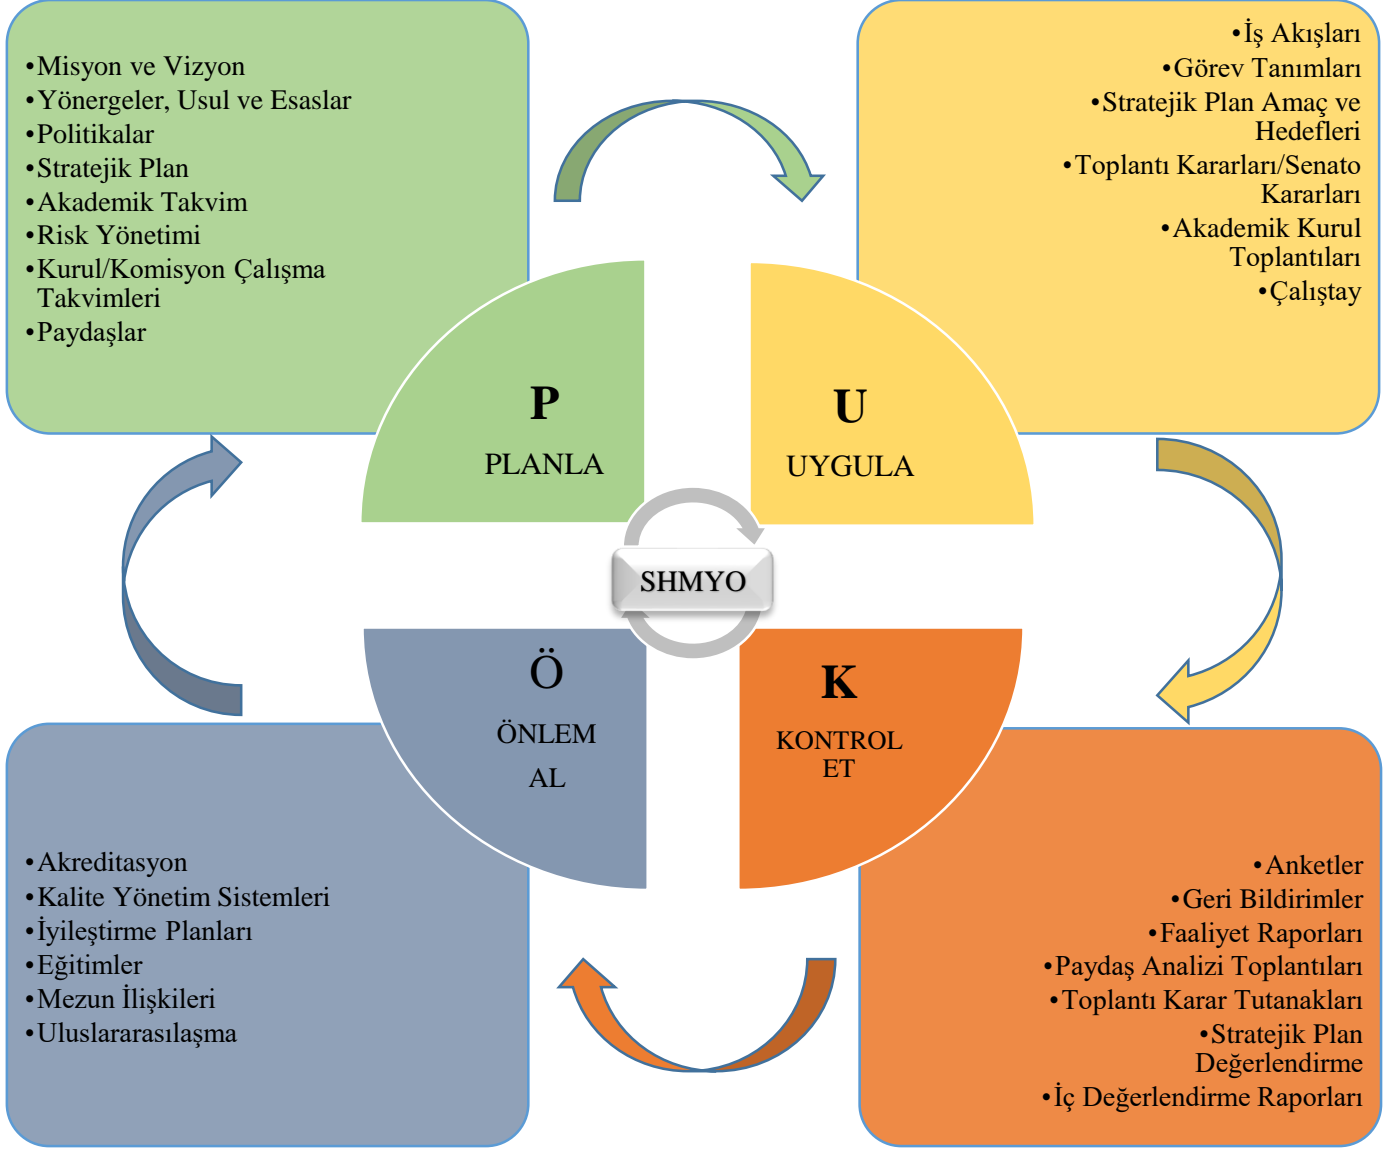 •Misyon ve Vizyon
•Yönergeler, Usul ve Esaslar
•Politikalar
•Stratejik Plan
•Akademik Takvim
•Risk Yönetimi
•Kurul/Komisyon Çalışma
Takvimleri
•Paydaşlar
•İş Akışları
•Görev Tanımları
•Stratejik Plan Amaç ve
Hedefleri
•Toplantı Kararları/Senato
Kararları
•Akademik Kurul
Toplantıları
•Çalıştay
P
PLANLA
U
UYGULA
SHMYO
Ö
ÖNLEM
AL
K
KONTROL
ET
•Akreditasyon
•Kalite Yönetim Sistemleri
•İyileştirme Planları
•Eğitimler
•Mezun İlişkileri
•Uluslararasılaşma
•Anketler
•Geri Bildirimler
•Faaliyet Raporları
•Paydaş Analizi Toplantıları
•Toplantı Karar Tutanakları
•Stratejik Plan
Değerlendirme
•İç Değerlendirme Raporları